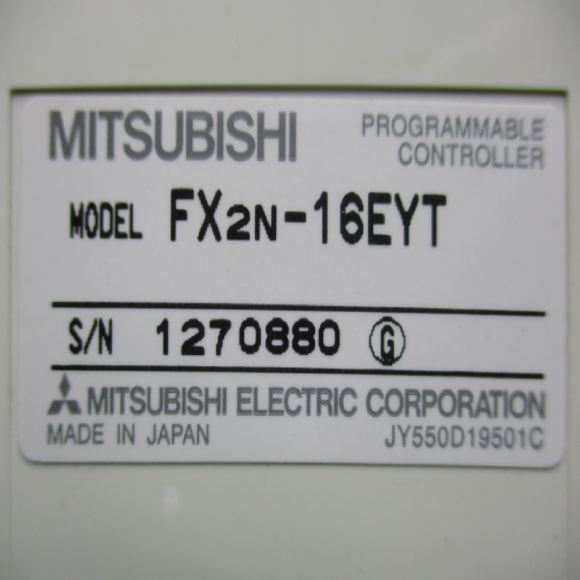 MITSUBISHI
PROGRAMMABLE
CONTROLLER
MODEL FX2N-16EYT
S/N 1270880 G
MITSUBISHI ELECTRIC CORPORATION
MADE IN JAPAN JY550D19501C